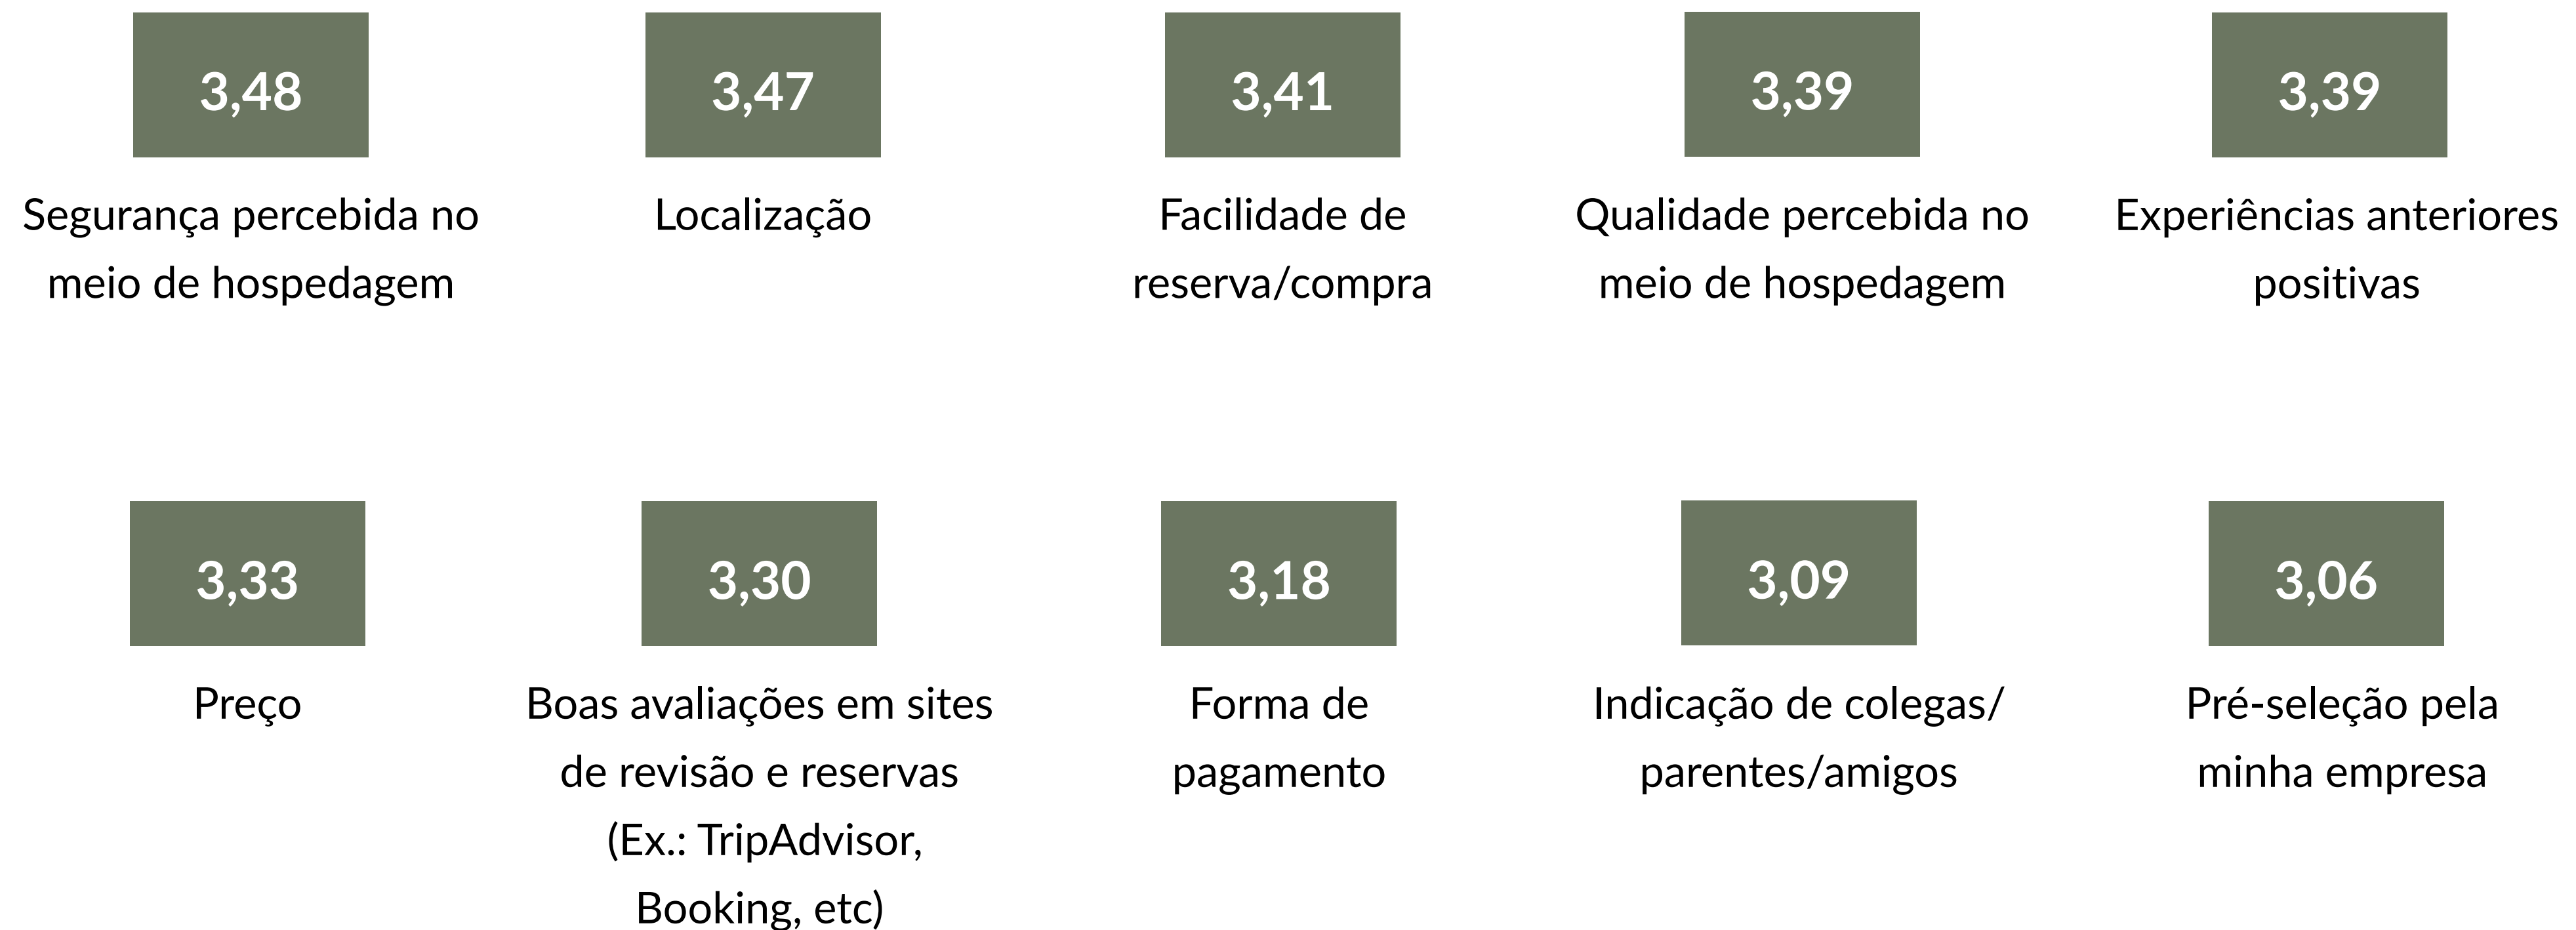 3,48
Segurança percebida no
meio de hospedagem
3,47
Localização
3,41
Facilidade de
reserva/compra
3,39
Qualidade percebida no
meio de hospedagem
3,39
Experiências anteriores
positivas
3,33
Preço
3,30
Boas avaliações em sites
de revisão e reservas
(Ex.: TripAdvisor,
Booking, etc)
3,18
Forma de
pagamento
3,09
Indicação de colegas/
parentes/amigos
3,06
Pré-seleção pela
minha empresa